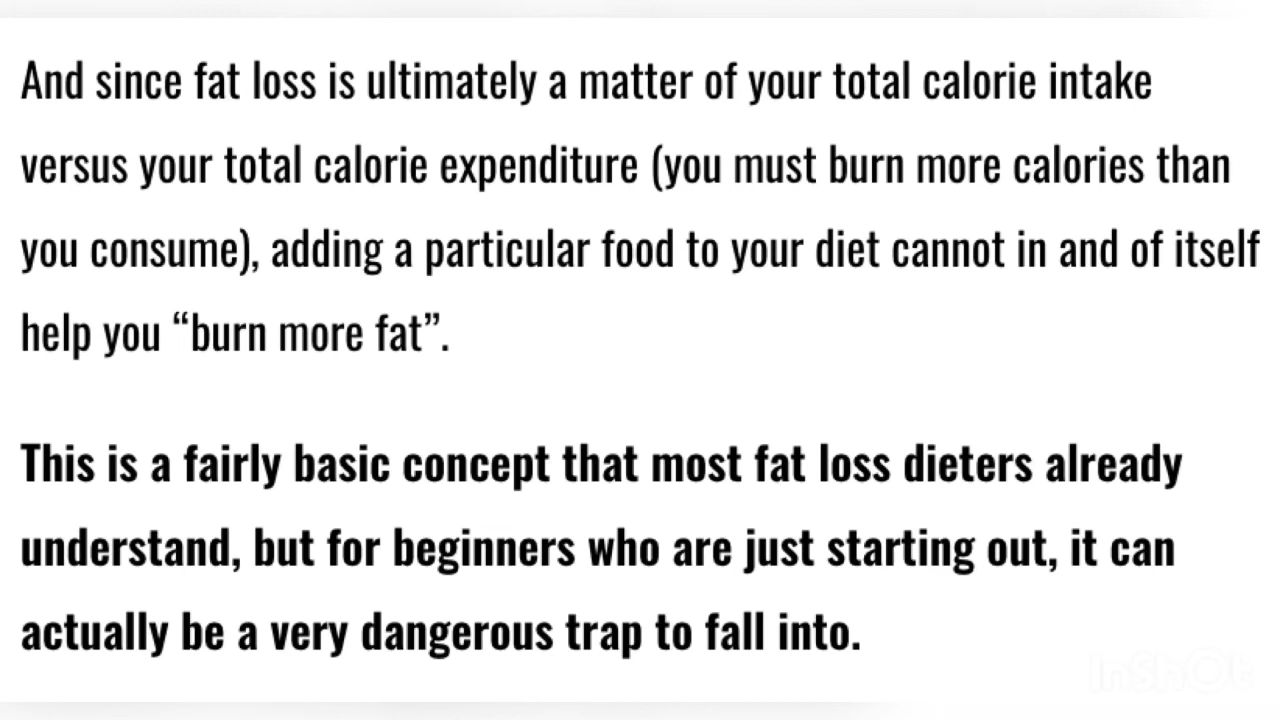 And since fat loss is ultimately a matter of your total calorie intake
versus your total calorie expenditure (you must burn more calories than
you consume), adding a particular food to your diet cannot in and of itself
help you “burn more fat”.
This is a fairly basic concept that most fat loss dieters already
understand, but for beginners who are just starting out, it can
actually be a very dangerous trap to fall into.
InShOt